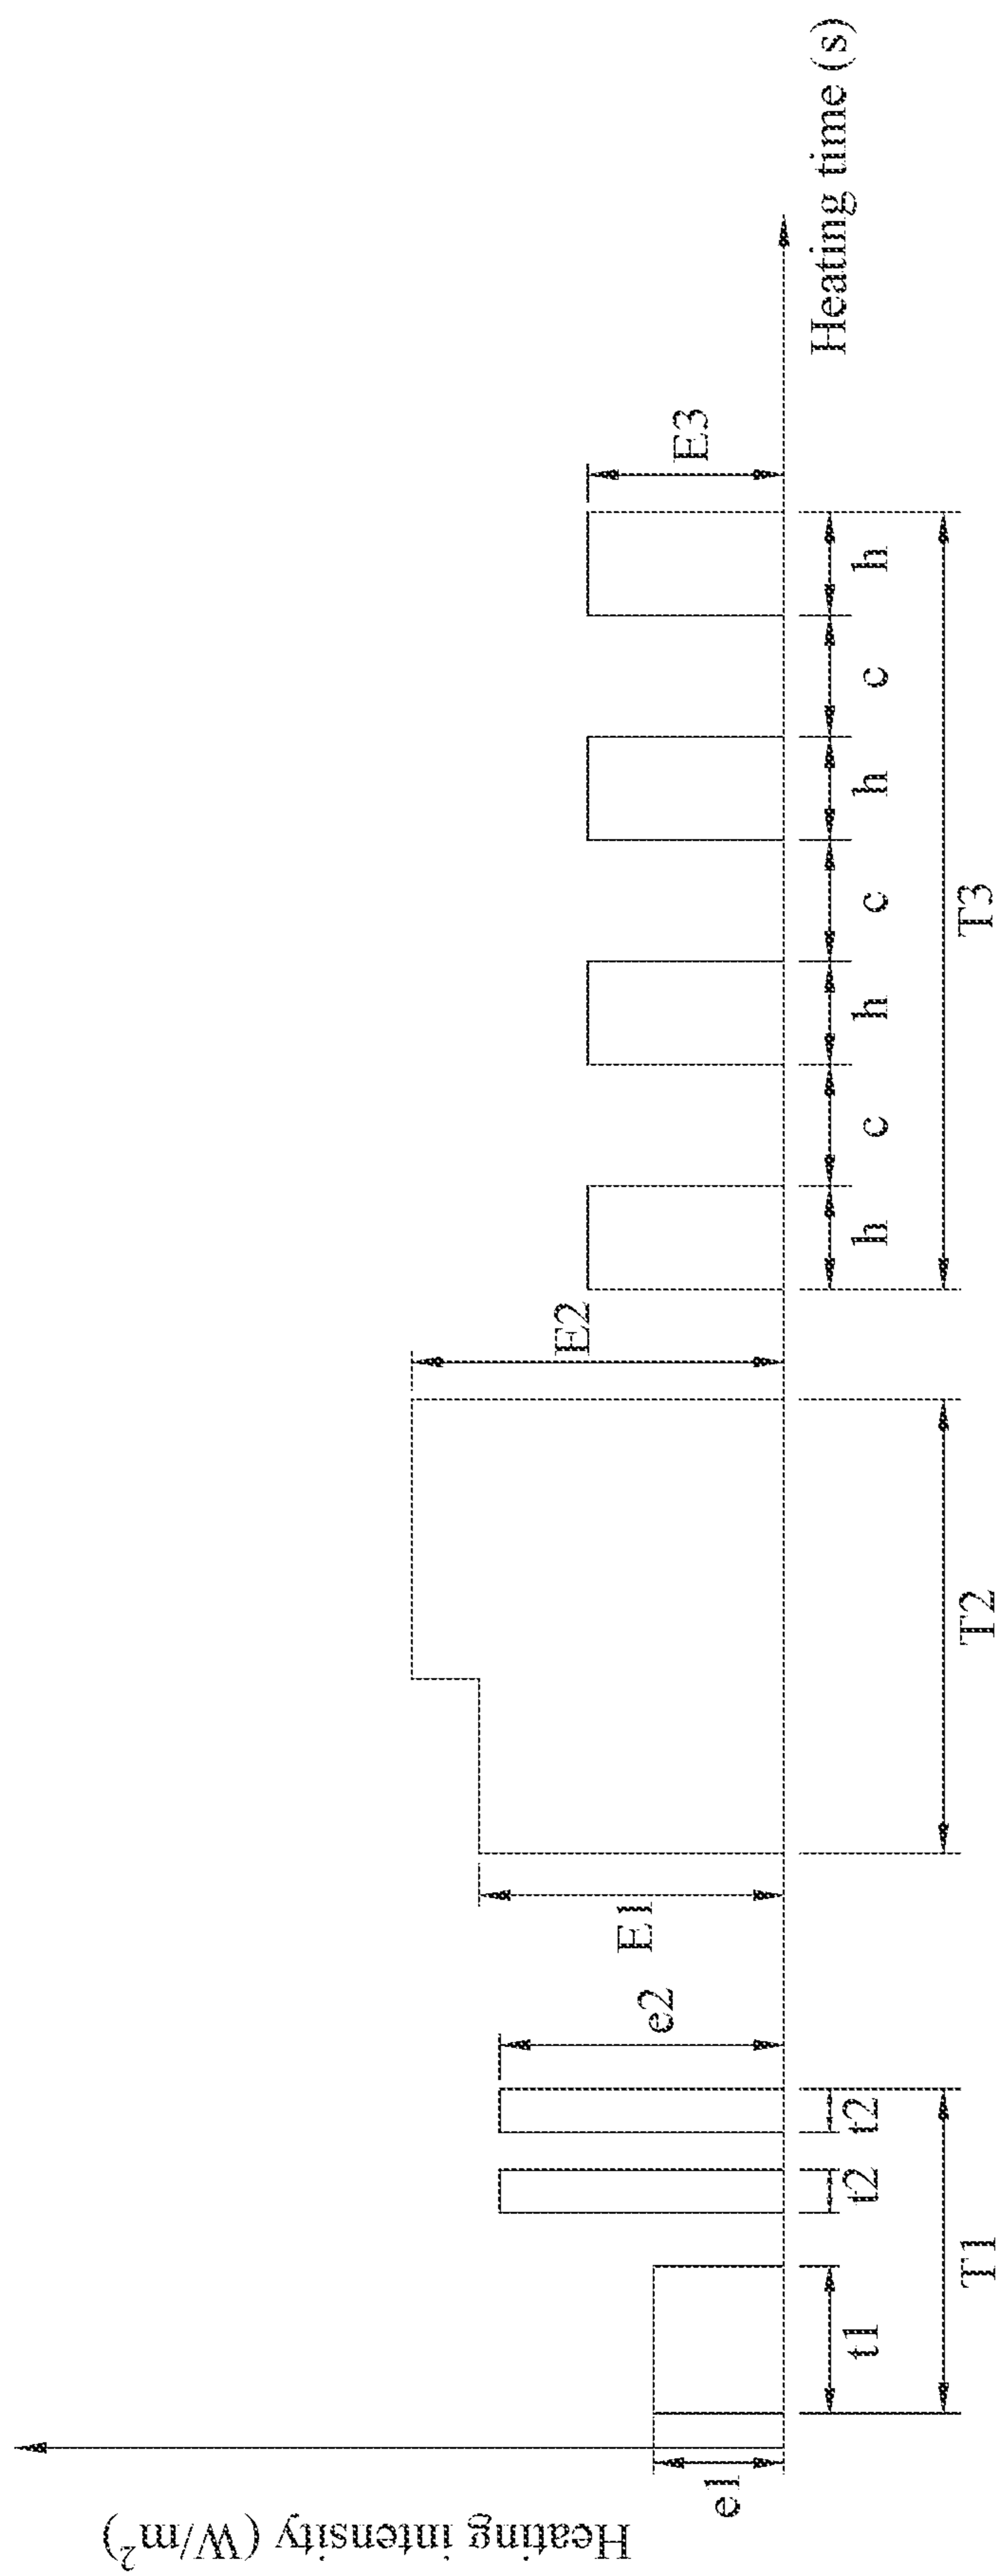 Heating intensity (W/m²)
e1
e2
E1
E2
E3
Heating time (s)
t1
t2
t2
h
c
h
c
h
c
h
T1
T2
T3